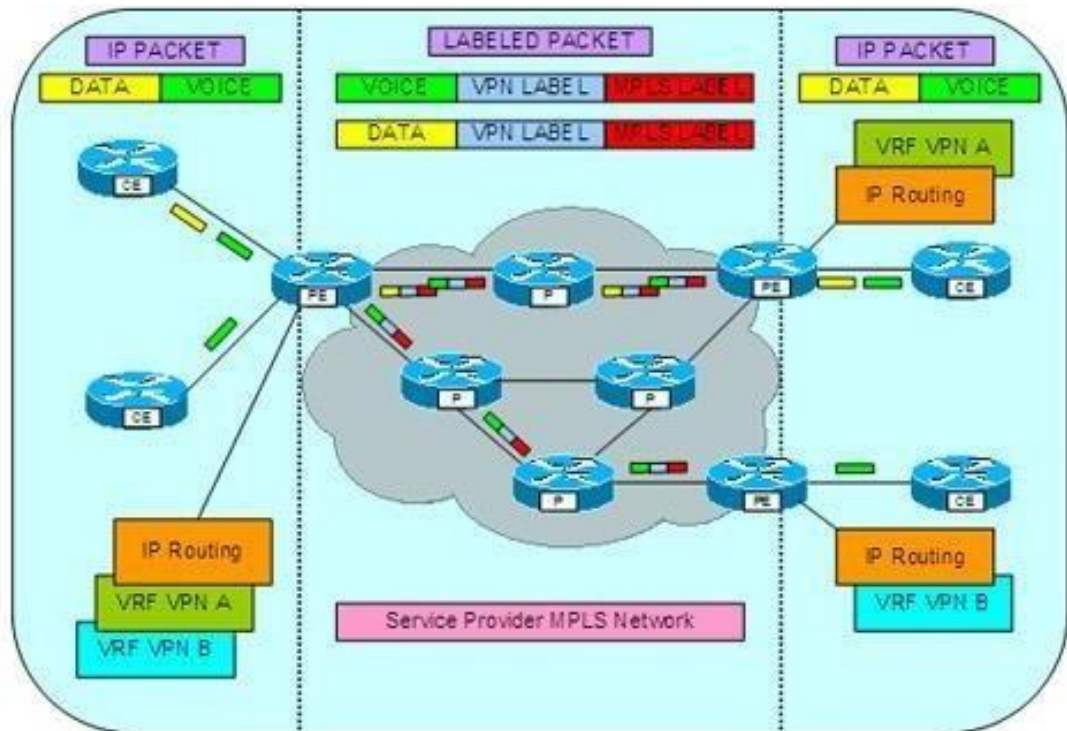 IP PACKET
LABELED PACKET
IP PACKET
DATA VOICE
VOICE VPN LABEL MPLS LABEL
DATA VOICE
DATA VPN LABEL MPLS LABEL
VRF VPN A
IP Routing
CE
PE
P
PE
CE
CE
P
P
P
PE
CE
IP Routing
VRF VPN A
VRF VPN B
IP Routing
VRF VPN B
Service Provider MPLS Network